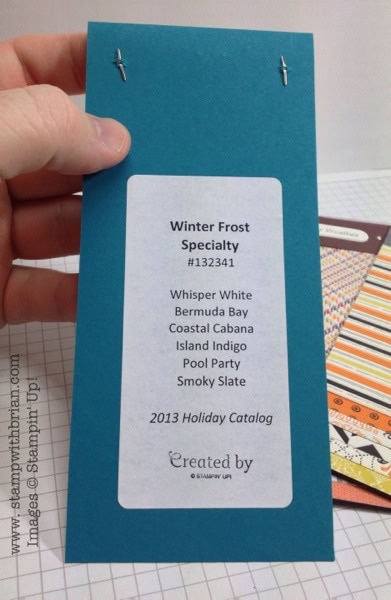 Winter Frost
Specialty
#132341
Whisper White
Bermuda Bay
Coastal Cabana
Island Indigo
Pool Party
Smoky Slate
2013 Holiday Catalog
Created by
© STAMPIN' UP!
www.stampwithbrian.com
Images © Stampin' Up!